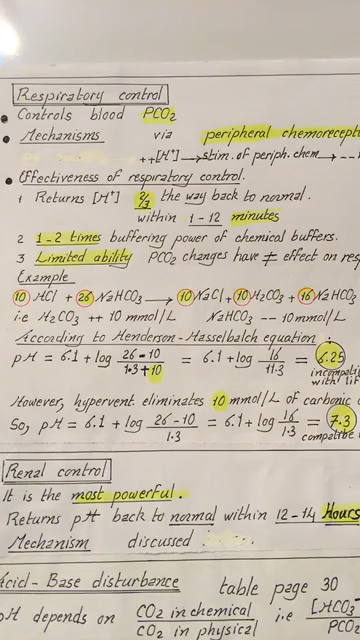 Respiratory control
• Controls blood PCO2
• Mechanisms via peripheral chemorecept
++[H+]→stim. of periph. chem→--
• Effectiveness of respiratory control.
1 Returns [H+] 2/3 the way back to normal.
within 1-12 minutes
2 1-2 times buffering power of chemical buffers.
3 Limited ability PCO2 changes have ≠ effect on res
Example
10 HCl + 26 NaHCO3 → 10 NaCl + 10 H2CO3 + 16 NaHCO3
i.e H2CO3 ++ 10 mmol/L NaHCO3 -- 10 mmol/L
According to Henderson-Hasselbalch equation:
pH = 6.1 + log 26-10/1.3+10 = 6.1 + log 16/11.3 = 6.25
incompatib
with lif
However, hypervent eliminates 10 mmol/L of carbonic a
So, pH = 6.1 + log 26-10/1.3 = 6.1 + log 16/1.3 = 7.3
compatible
Renal control
It is the most powerful.
Returns pH back to normal within 12-14 Hours
Mechanism discussed
Acid-Base disturbance table page 30
pH depends on CO2 in chemical/CO2 in physical i.e [HCO3-/PCO2